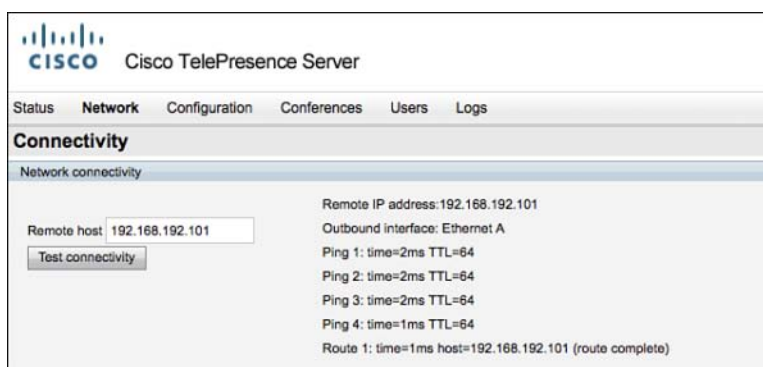 CISCO
Cisco TelePresence Server
Status Network Configuration Conferences Users Logs
Connectivity
Network connectivity
Remote host 192.168.192.101
Test connectivity
Remote IP address:192.168.192.101
Outbound interface: Ethernet A
Ping 1: time=2ms TTL=64
Ping 2: time=2ms TTL=64
Ping 3: time=2ms TTL=64
Ping 4: time=1ms TTL=64
Route 1: time=1ms host=192.168.192.101 (route complete)